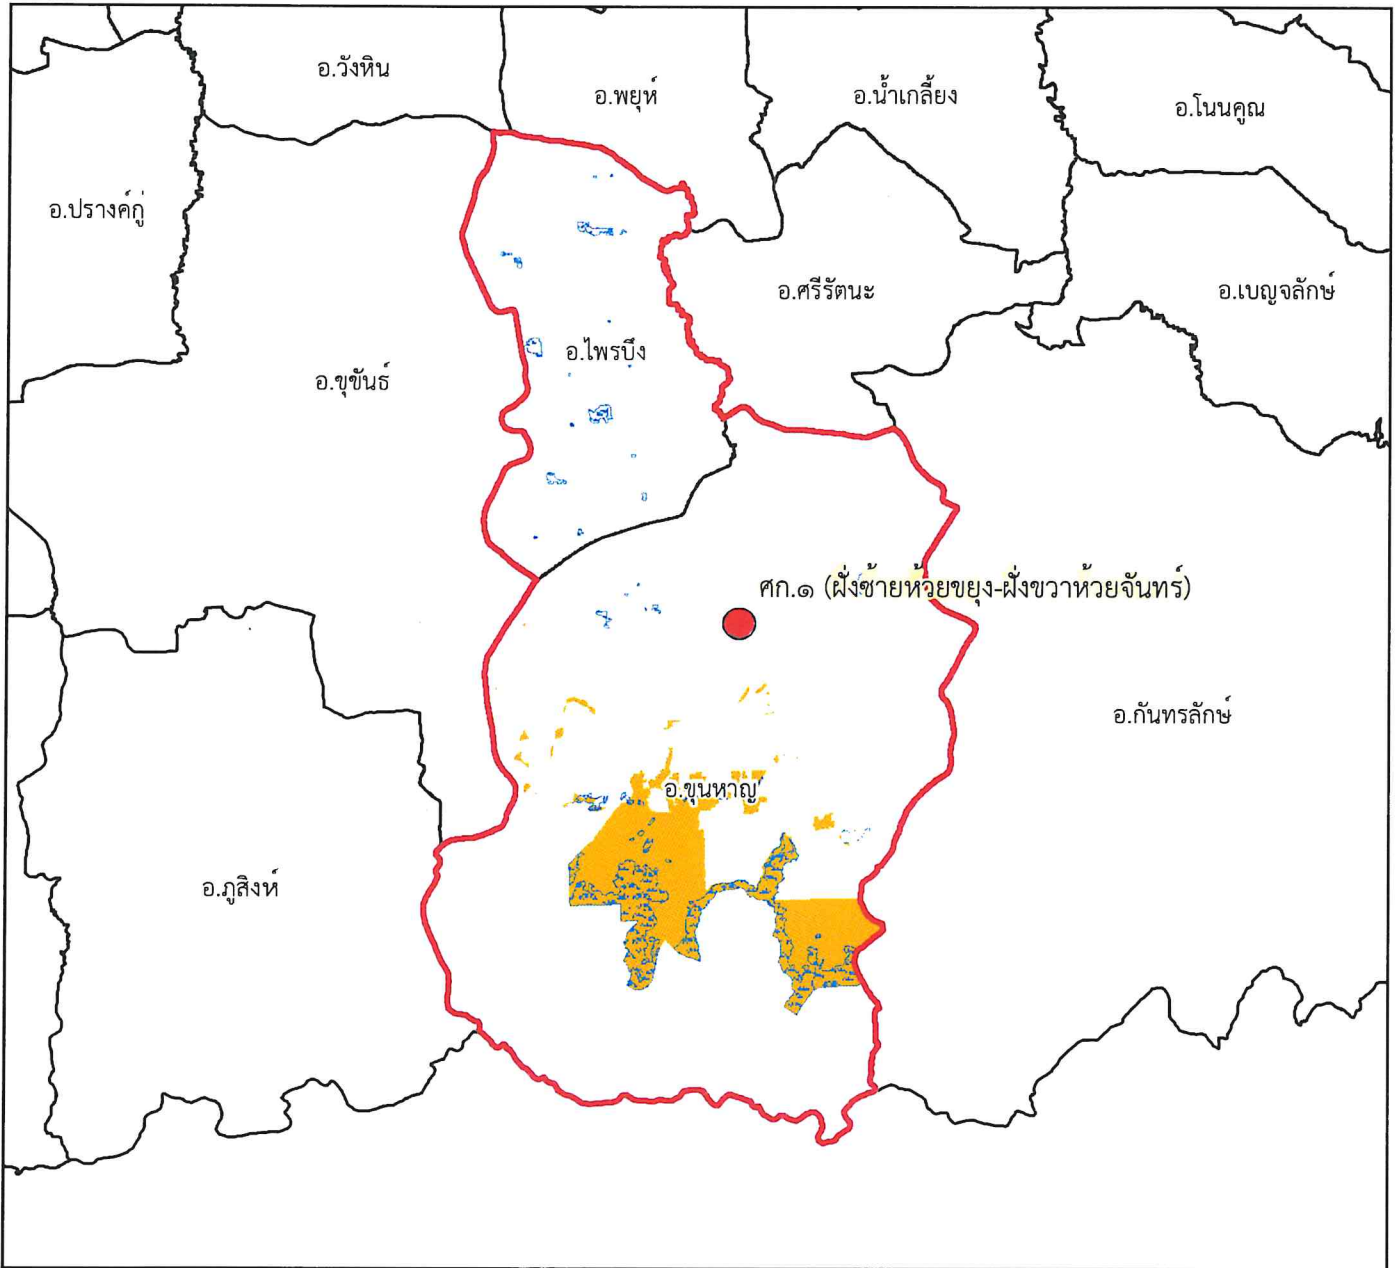 อ.วังหิน
อ.พยุห์
อ.น้ำเกลี้ยง
อ.โนนคูณ
อ.ปรางค์กู่
อ.ศรีรัตนะ
อ.เบญจลักษ์
อ.ไพรบึง
อ.ขุขันธ์
ศก.๑ (ฝั่งซ้ายห้วยขยุง-ฝั่งขวาห้วยจันทร์)
อ.กันทรลักษ์
อ.ขุนหาญ
อ.ภูสิงห์